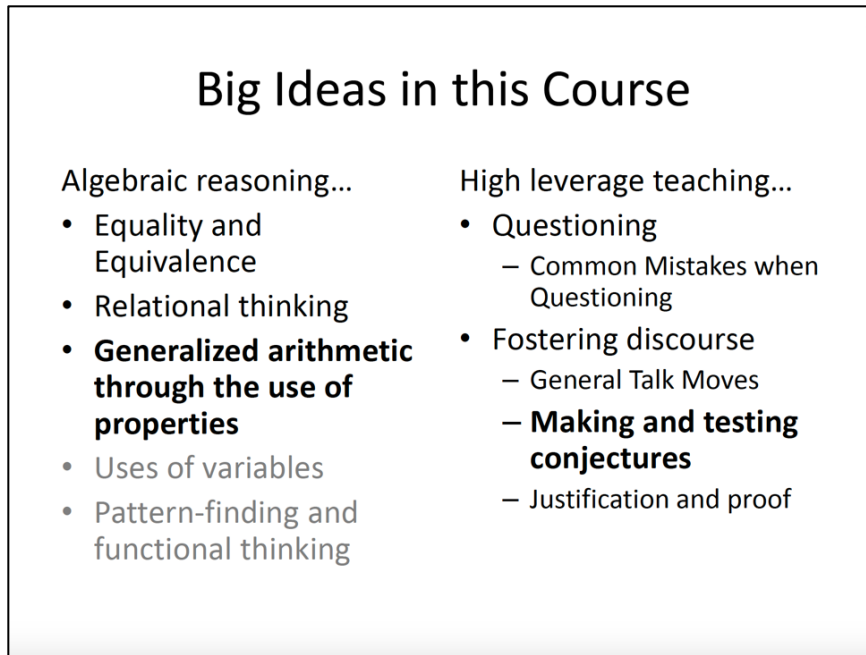 Big Ideas in this Course
Algebraic reasoning…
• Equality and
Equivalence
• Relational thinking
• Generalized arithmetic
through the use of
properties
• Uses of variables
• Pattern-finding and
functional thinking
High leverage teaching…
• Questioning
– Common Mistakes when
Questioning
• Fostering discourse
– General Talk Moves
– Making and testing
conjectures
– Justification and proof